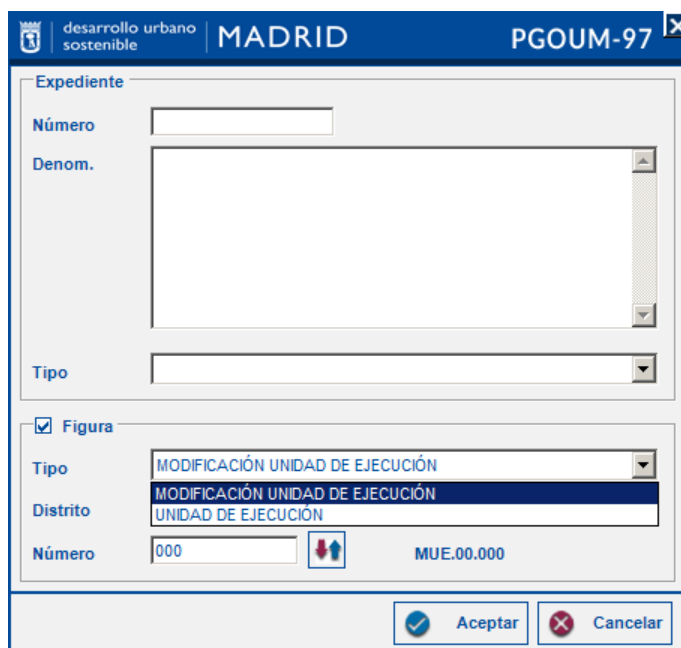 desarrollo urbano
sostenible
MADRID
PGOUM-97
Expediente
Número
Denom.
Tipo
Figura
Tipo MODIFICACIÓN UNIDAD DE EJECUCIÓN
MODIFICACIÓN UNIDAD DE EJECUCIÓN
Distrito
UNIDAD DE EJECUCIÓN
Número 000 MUE.00.000
Aceptar Cancelar